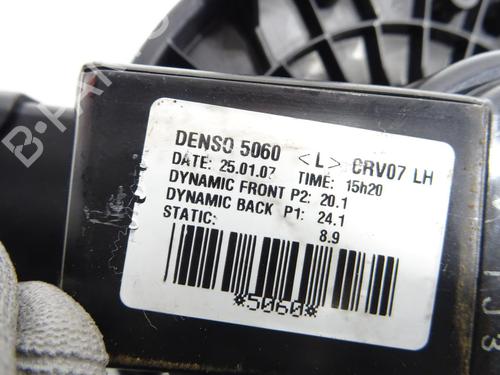 DENSO 5060 <L> CRV07 LH
DATE: 25.01.07 TIME: 15h20
DYNAMIC FRONT P2: 20.1
DYNAMIC BACK P1: 24.1
STATIC: 8.9
*5060*
B-PARTS